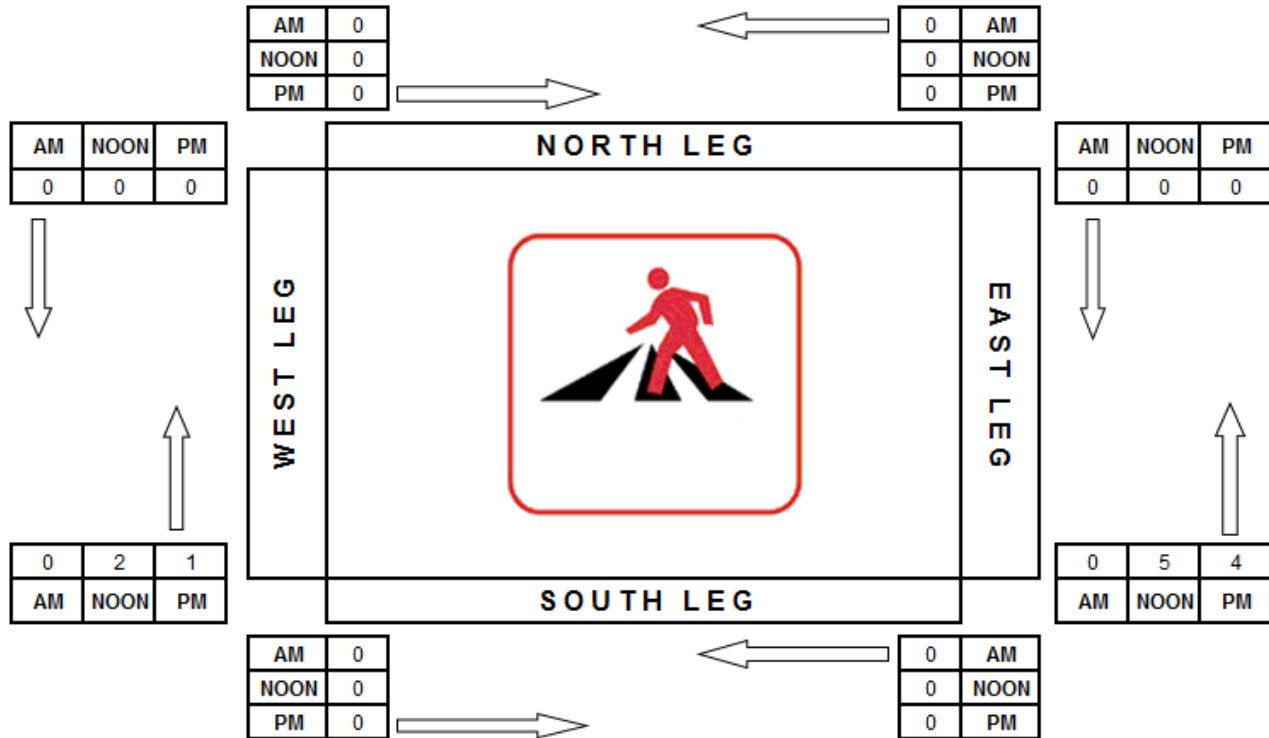 AM 0
NOON 0
PM 0
0 AM
0 NOON
0 PM
AM NOON PM
0 0 0
NORTH LEG
AM NOON PM
0 0 0
WEST LEG
EAST LEG
0 2 1
AM NOON PM
SOUTH LEG
0 5 4
AM NOON PM
AM 0
NOON 0
PM 0
0 AM
0 NOON
0 PM